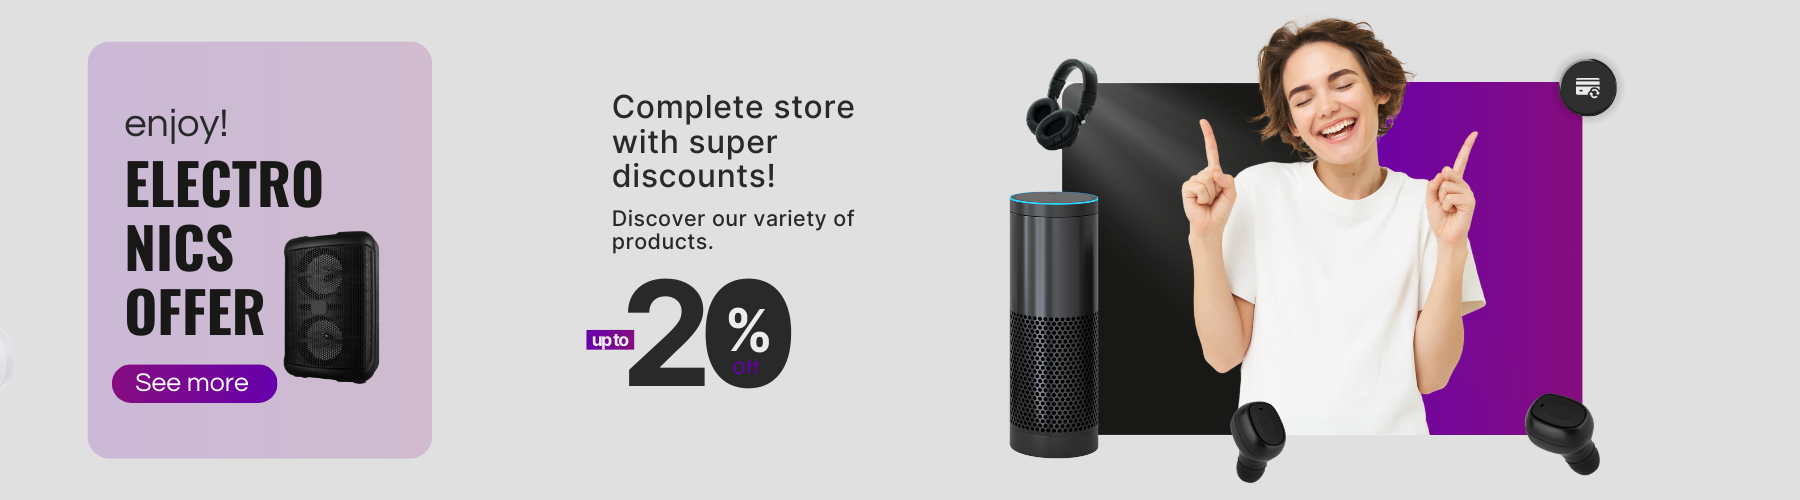 enjoy!
ELECTRO
NICS
OFFER
See more
Complete store
with super
discounts!
Discover our variety of
products.
up to
20
%
Off